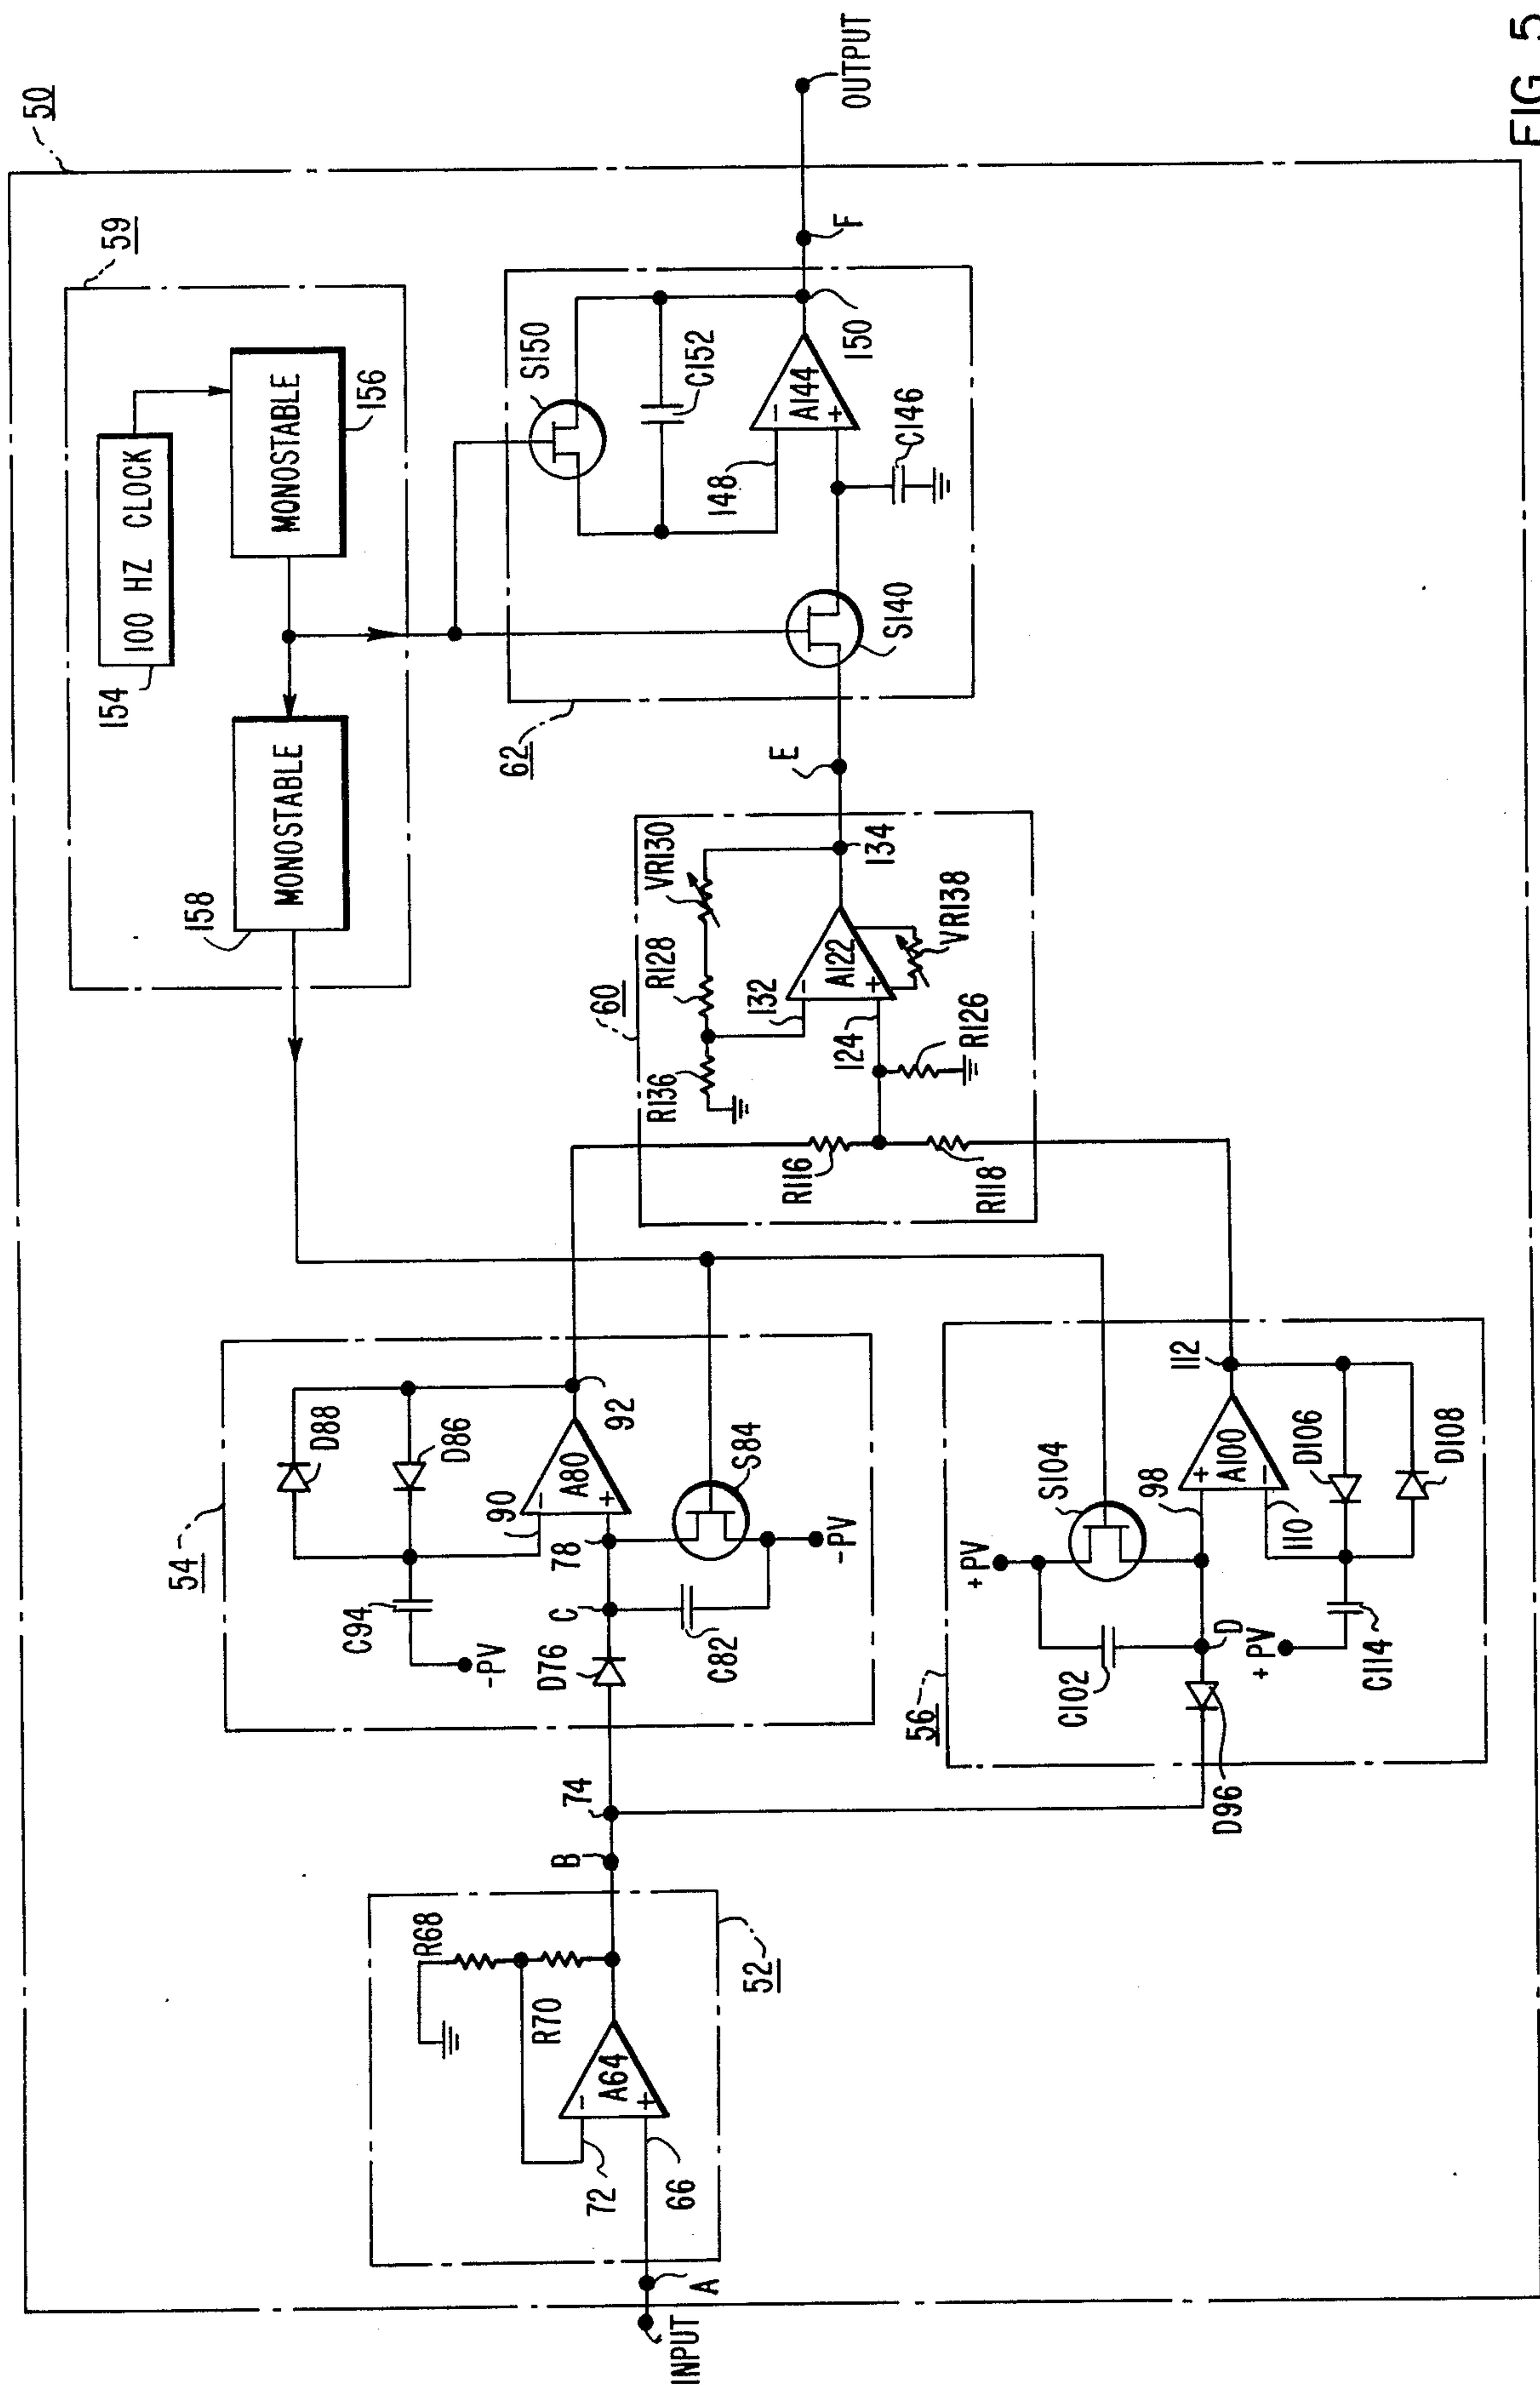 50
59
154
100 HZ CLOCK
MONOSTABLE
156
158
MONOSTABLE
62
S150
C152
148
A144
-
+
150
C146
S140
F
OUTPUT
E
60
R136
R128
VR130
132
124
A122
-
+
134
VR138
R126
R116
R118
54
D88
D86
C94
-PV
90
A80
-
+
92
78
C
D76
C82
S84
-PV
74
B
52
R68
R70
A64
-
+
72
66
A
INPUT
56
+PV
S104
98
A100
+
-
112
110
D106
D108
C102
D
+PV
C114
D96
FIG. 5